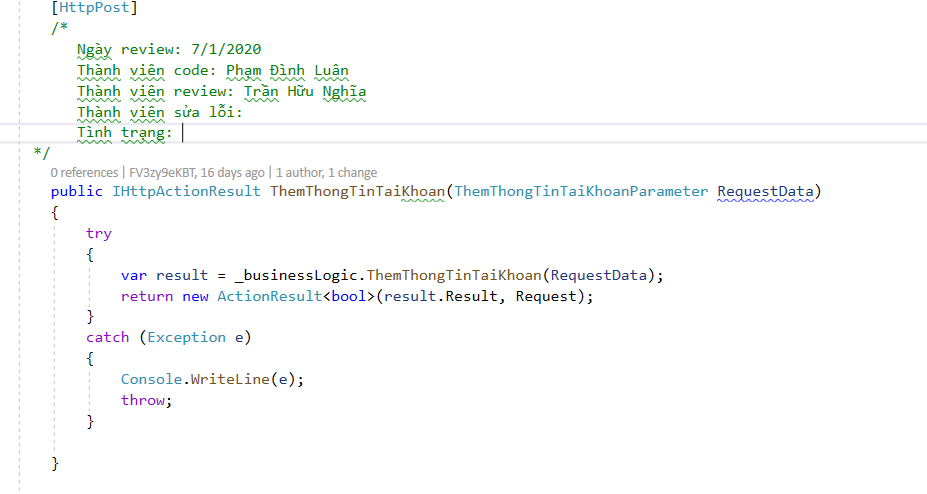 [HttpPost]
/*
Ngày review: 7/1/2020
Thành viên code: Phạm Đình Luân
Thành viên review: Trần Hữu Nghĩa
Thành viên sửa lỗi:
Tình trạng:
*/
0 references | FV3zy9eKBT, 16 days ago | 1 author, 1 change
public IHttpActionResult ThemThongTinTaiKhoan(ThemThongTinTaiKhoanParameter RequestData)
{
try
{
var result = _businessLogic.ThemThongTinTaiKhoan(RequestData);
return new ActionResult<bool>(result.Result, Request);
}
catch (Exception e)
{
Console.WriteLine(e);
throw;
}
}